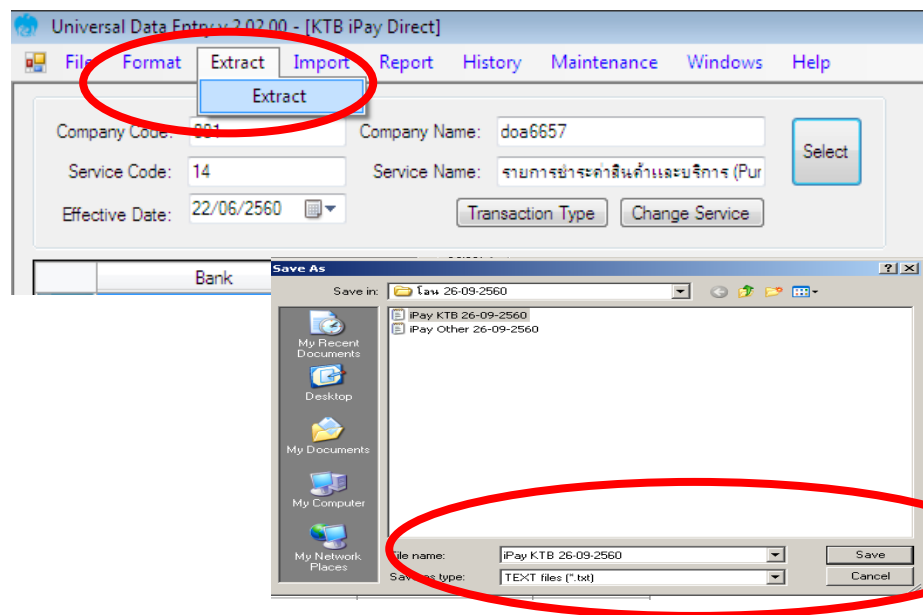 Universal Data Entry v.2.02.00 - [KTB iPay Direct]
File Format Extract Import Report History Maintenance Windows Help
Extract
Company Code: Company Name: doa6657
Select
Service Code: 14 Service Name: รายการชำระค่าสินค้าและบริการ (Pur
Effective Date: 22/06/2560 Transaction Type Change Service
Bank
Save As
Save in: โอน 26-09-2560
iPay KTB 26-09-2560
iPay Other 26-09-2560
My Recent Documents
Desktop
My Documents
My Computer
My Network Places
File name: iPay KTB 26-09-2560 Save
Save as type: TEXT files (*.txt) Cancel